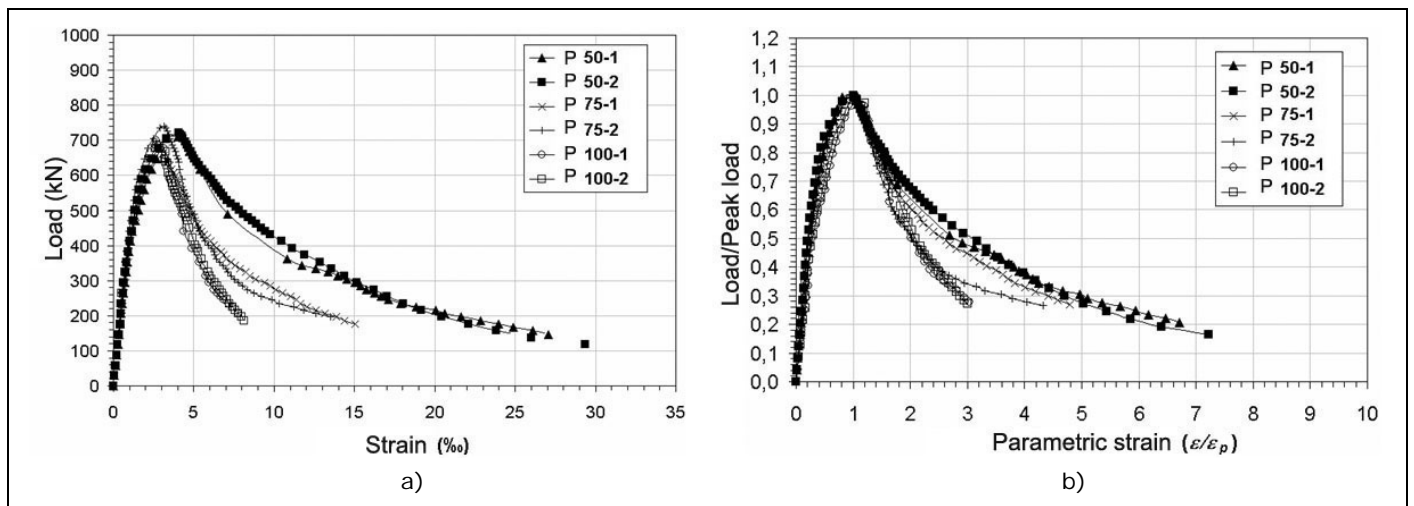 1000
900
800
700
600
500
400
300
200
100
0
Load (kN)
0 5 10 15 20 25 30 35
Strain (‰)
P 50-1
P 50-2
P 75-1
P 75-2
P 100-1
P 100-2
a)
1,2
1,1
1,0
0,9
0,8
0,7
0,6
0,5
0,4
0,3
0,2
0,1
0,0
Load/Peak load
0 1 2 3 4 5 6 7 8 9 10
Parametric strain (ε/εp)
P 50-1
P 50-2
P 75-1
P 75-2
P 100-1
P 100-2
b)